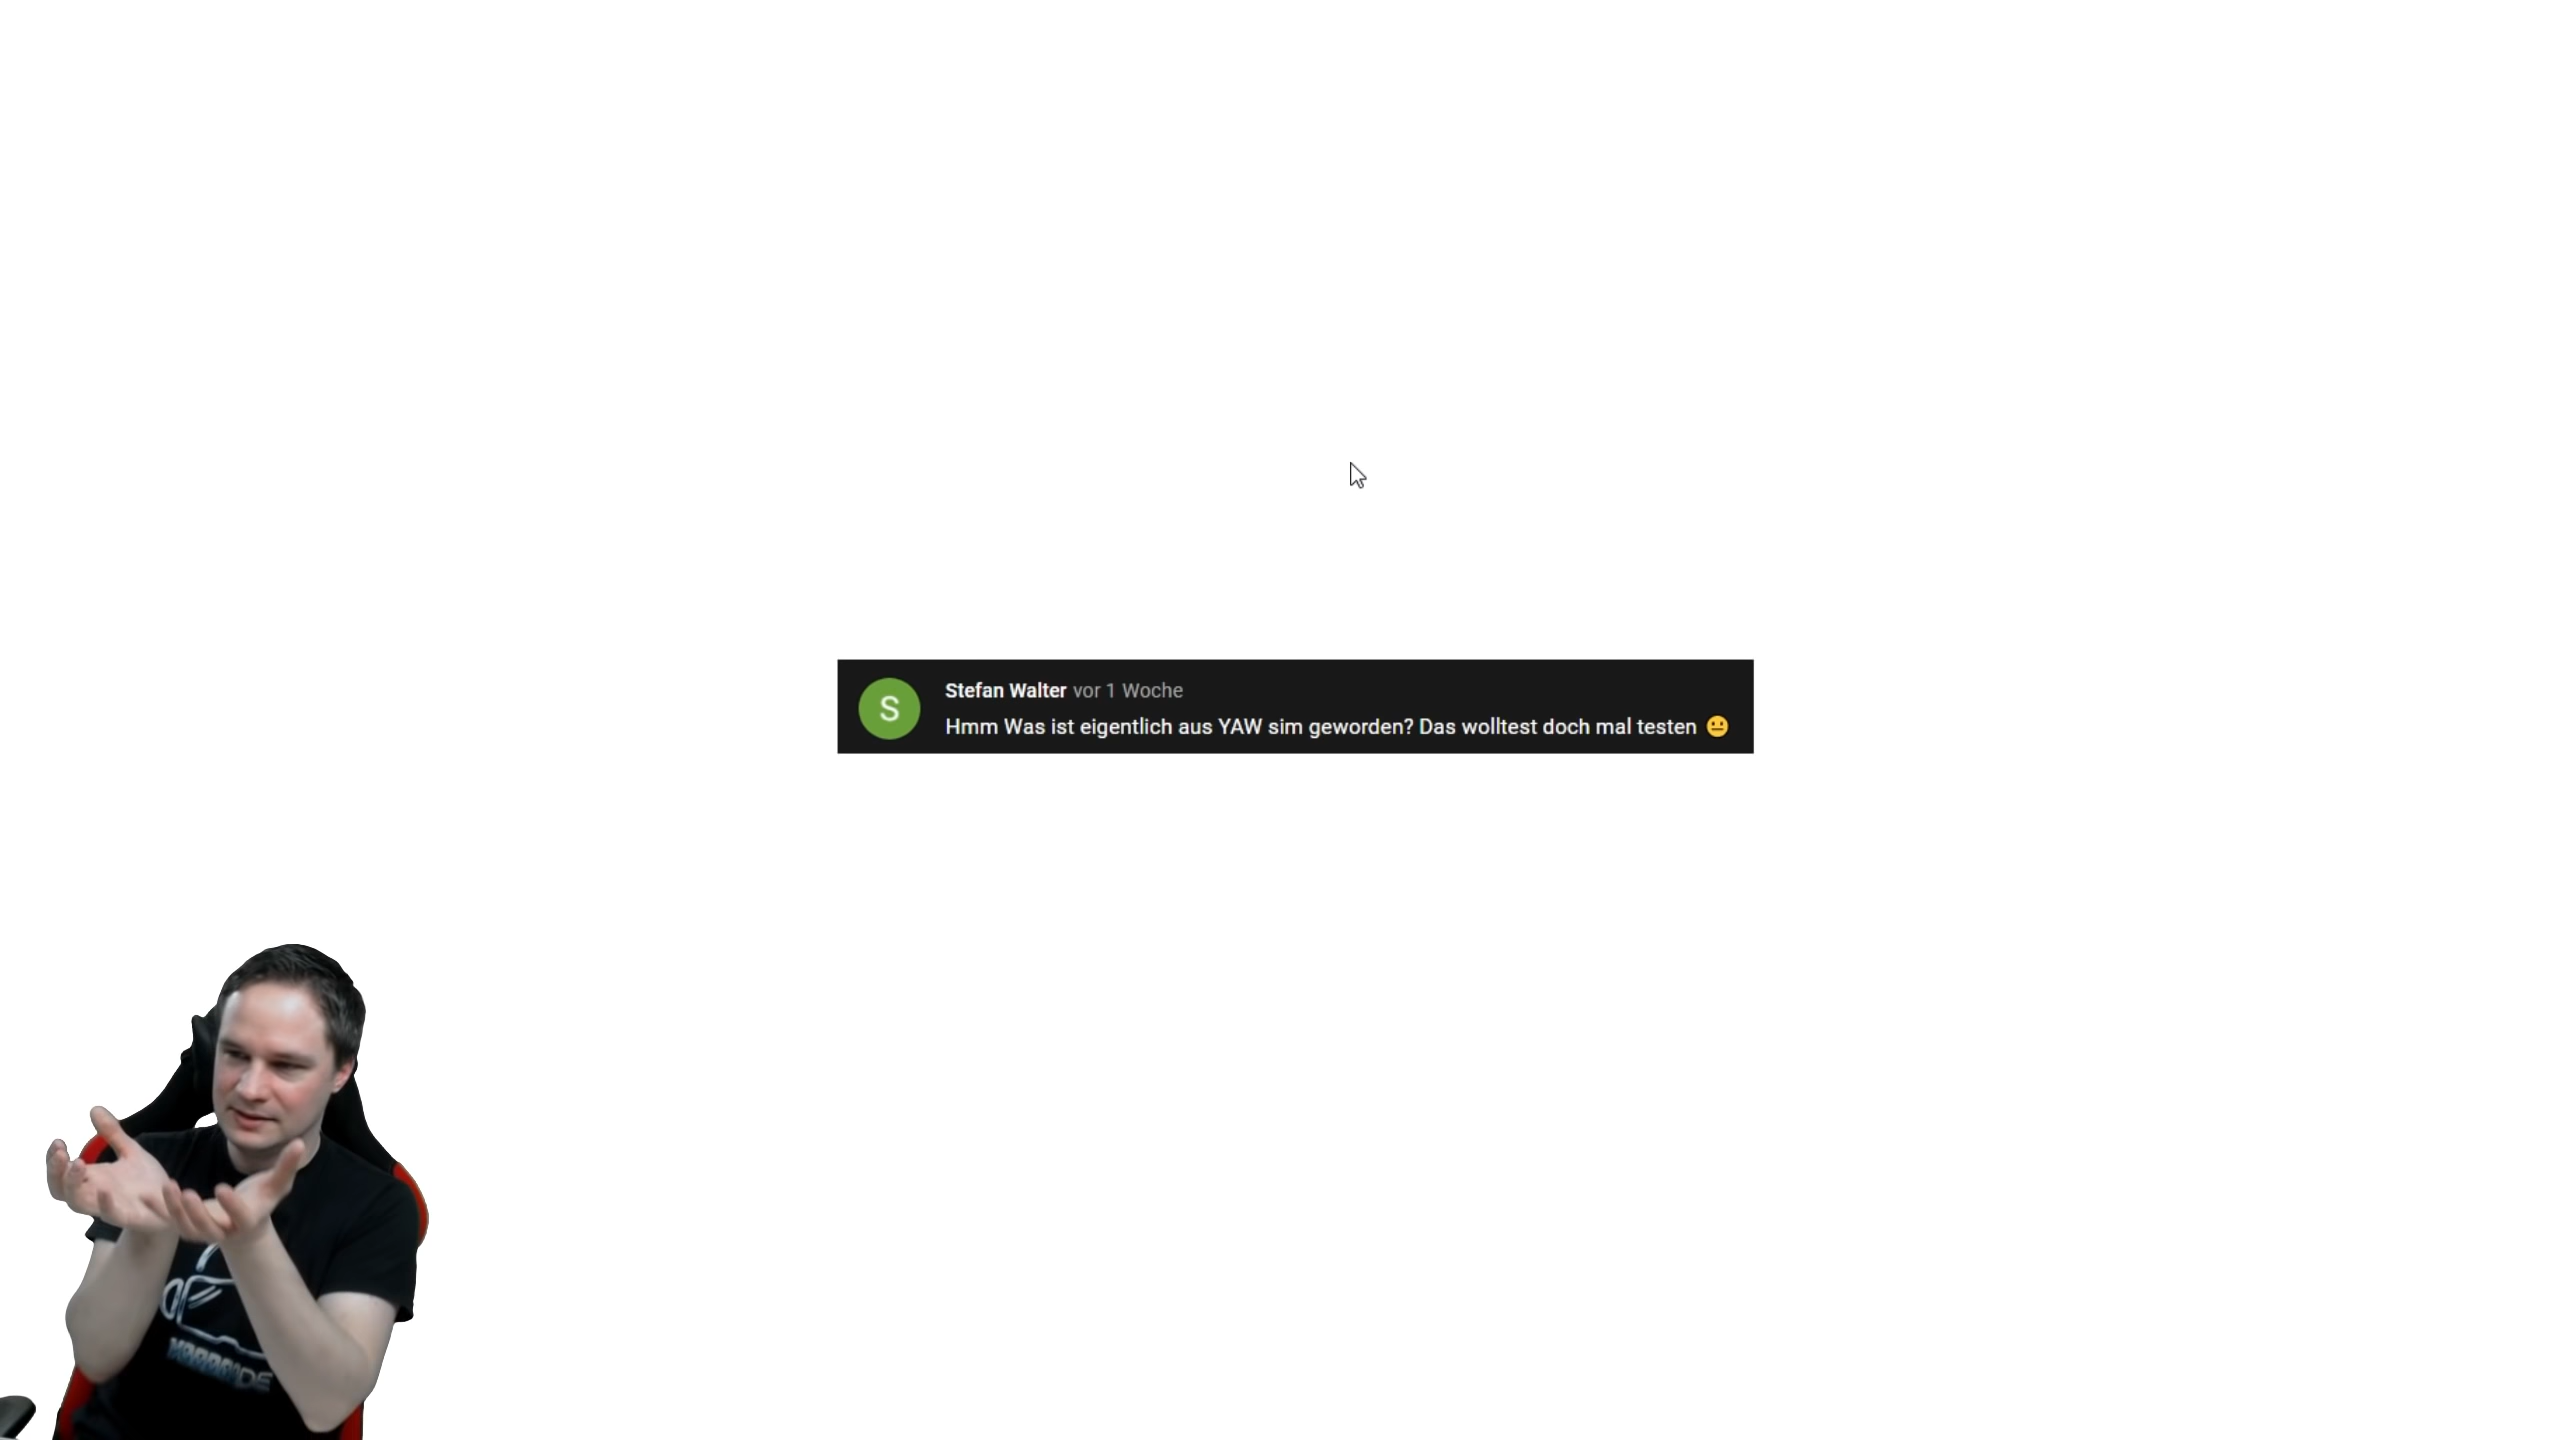 S
Stefan Walter vor 1 Woche
Hmm Was ist eigentlich aus YAW sim geworden? Das wolltest doch mal testen 😐